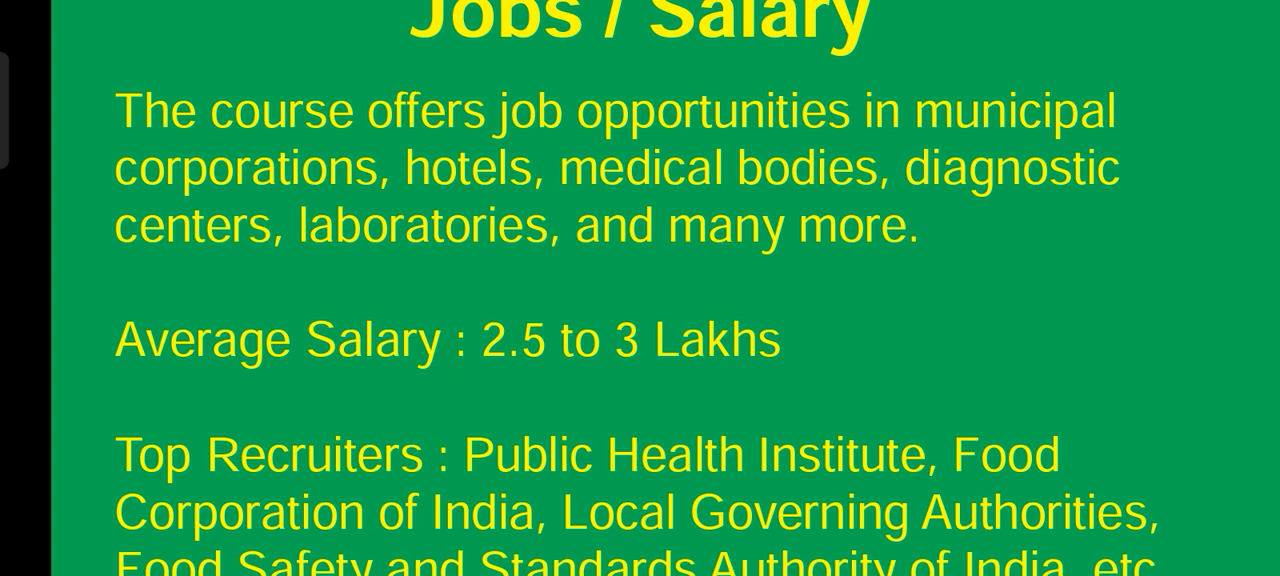 Jobs / Salary
The course offers job opportunities in municipal
corporations, hotels, medical bodies, diagnostic
centers, laboratories, and many more.
Average Salary : 2.5 to 3 Lakhs
Top Recruiters : Public Health Institute, Food
Corporation of India, Local Governing Authorities,
Food Safety and Standards Authority of India, etc